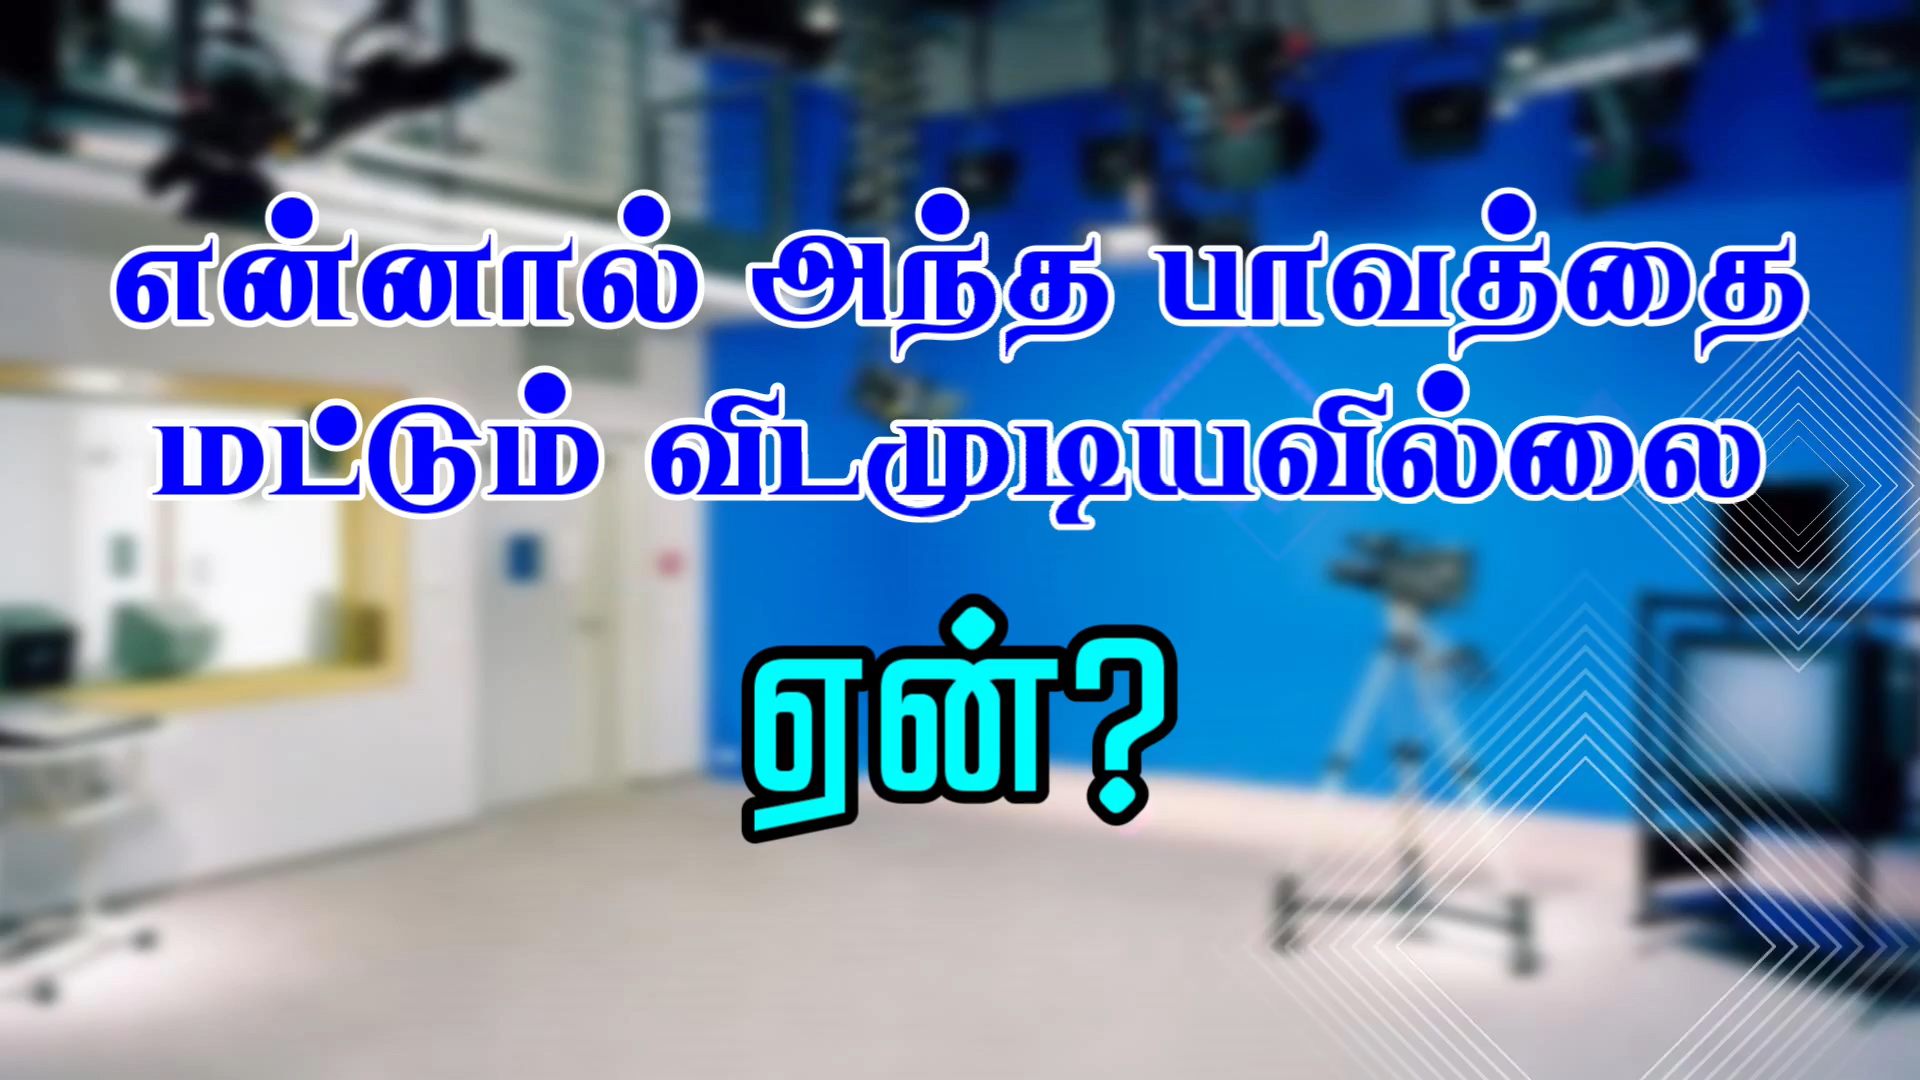 என்னால் அந்த பாவத்தை
மட்டும் விடமுடியவில்லை
ஏன்?